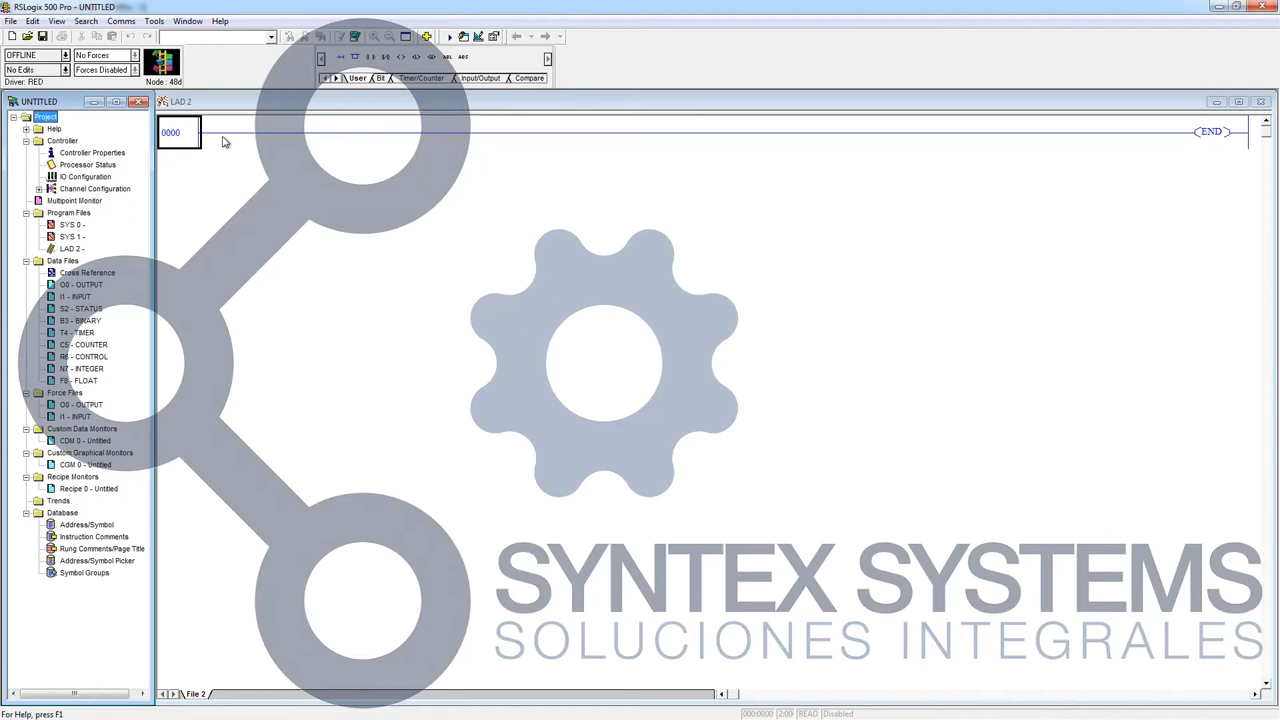 RSLogix 500 Pro - UNTITLED
File Edit View Search Comms Tools Window Help
OFFLINE No Forces
No Edits Forces Disabled
Driver: RED Node : 48d
User Bit Timer/Counter Input/Output Compare
UNTITLED
LAD 2
Project
Help
Controller
Controller Properties
Processor Status
IO Configuration
Channel Configuration
Multipoint Monitor
Program Files
SYS 0 -
SYS 1 -
LAD 2 -
Data Files
Cross Reference
O0 - OUTPUT
I1 - INPUT
S2 - STATUS
B3 - BINARY
T4 - TIMER
C5 - COUNTER
R6 - CONTROL
N7 - INTEGER
F8 - FLOAT
Force Files
O0 - OUTPUT
I1 - INPUT
Custom Data Monitors
CDM 0 - Untitled
Custom Graphical Monitors
CGM 0 - Untitled
Recipe Monitors
Recipe 0 - Untitled
Trends
Database
Address/Symbol
Instruction Comments
Rung Comments/Page Title
Address/Symbol Picker
Symbol Groups
0000
END
SYNTEX SYSTEMS
SOLUCIONES INTEGRALES
File 2
For Help, press F1
000:0000 2:00 READ Disabled